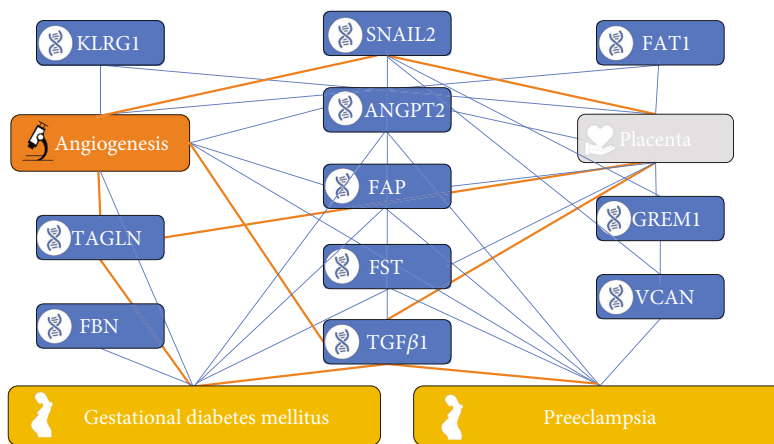 KLRG1
SNAIL2
FAT1
Angiogenesis
ANGPT2
Placenta
TAGLN
FAP
GREM1
FBN
FST
VCAN
TGFβ1
Gestational diabetes mellitus
Preeclampsia